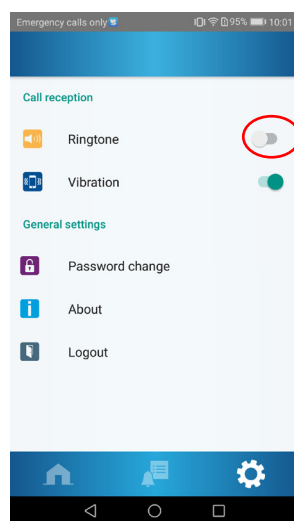 Emergency calls only 95% 10:01
Call reception
Ringtone
Vibration
General settings
Password change
About
Logout